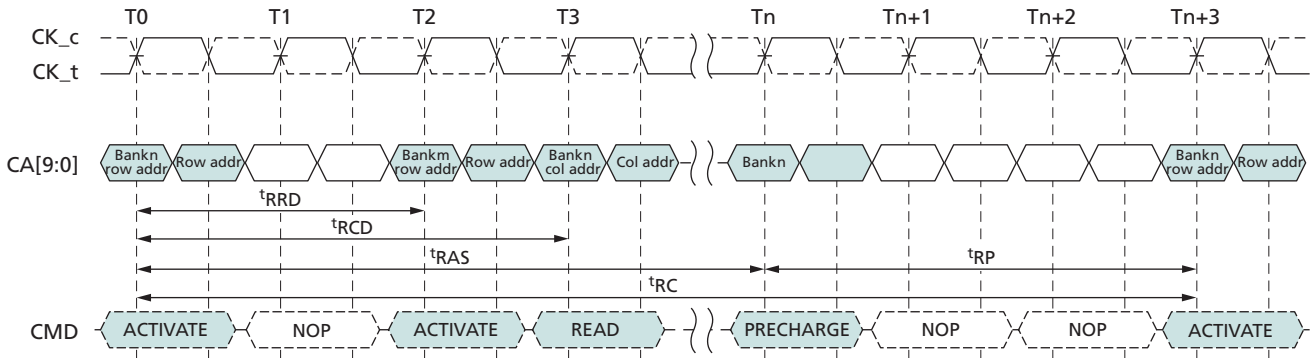 T0 T1 T2 T3 Tn Tn+1 Tn+2 Tn+3
CK_c
CK_t
CA[9:0]
Bankn
row addr
Row addr
Bankm
row addr
Row addr
Bankn
col addr
Col addr
Bankn
Bankn
row addr
Row addr
tRRD
tRCD
tRAS
tRP
tRC
CMD ACTIVATE NOP ACTIVATE READ PRECHARGE NOP NOP ACTIVATE